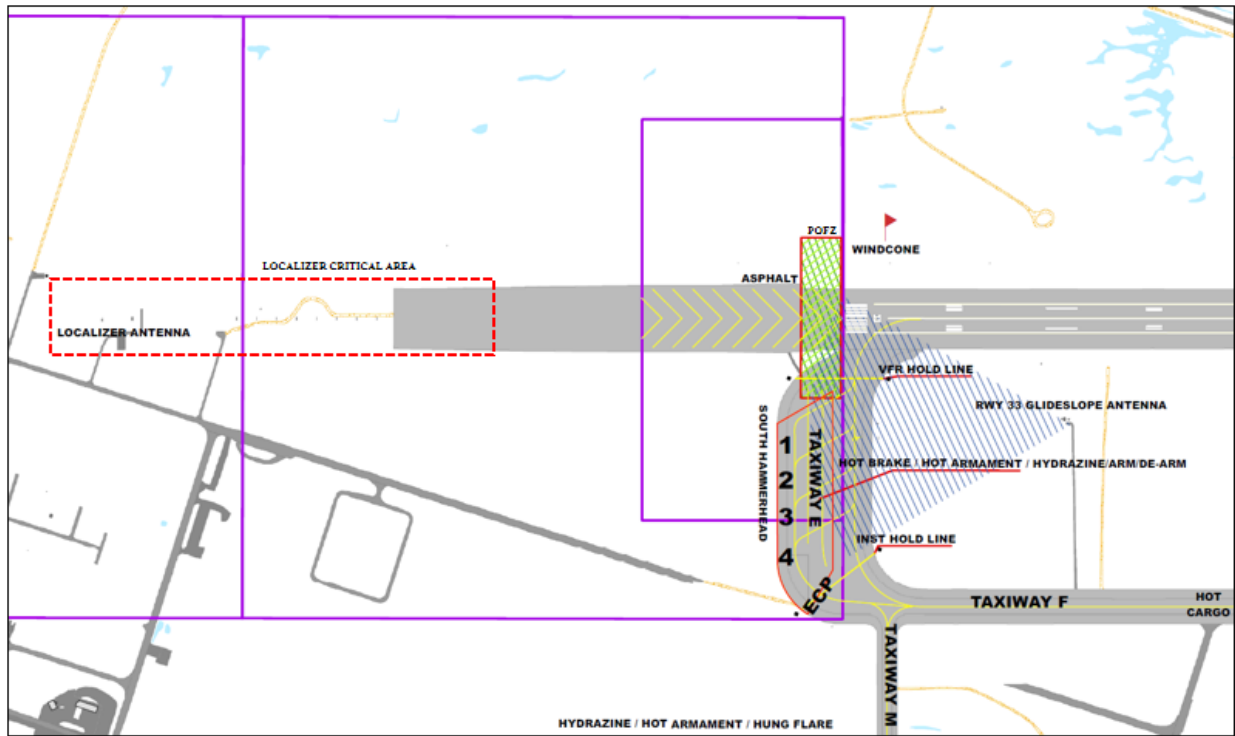 POFZ
WINDCONE
LOCALIZER CRITICAL AREA
ASPHALT
LOCALIZER ANTENNA
VFR HOLD LINE
RWY 33 GLIDESLOPE ANTENNA
SOUTH HAMMERHEAD
1
2
3
4
TAXIWAY E
HOT BRAKE / HOT ARMAMENT / HYDRAZINE/ARM/DE-ARM
INST HOLD LINE
ECP
TAXIWAY F
HOT
CARGO
TAXIWAY M
HYDRAZINE / HOT ARMAMENT / HUNG FLARE